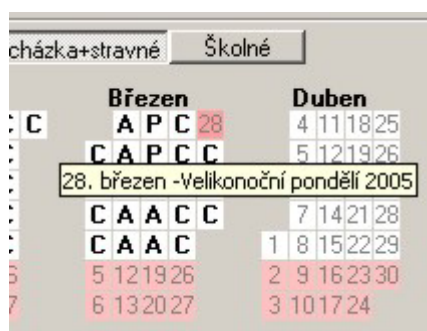 cházka+stravné Školné
Březen Duben
C C A P C 28 4 11 18 25
C C A P C C 5 12 19 26
28. březen -Velikonoční pondělí 2005
C C A A C C 7 14 21 28
C C A A C 1 8 15 22 29
6 5 12 19 26 2 9 16 23 30
7 6 13 20 27 3 10 17 24